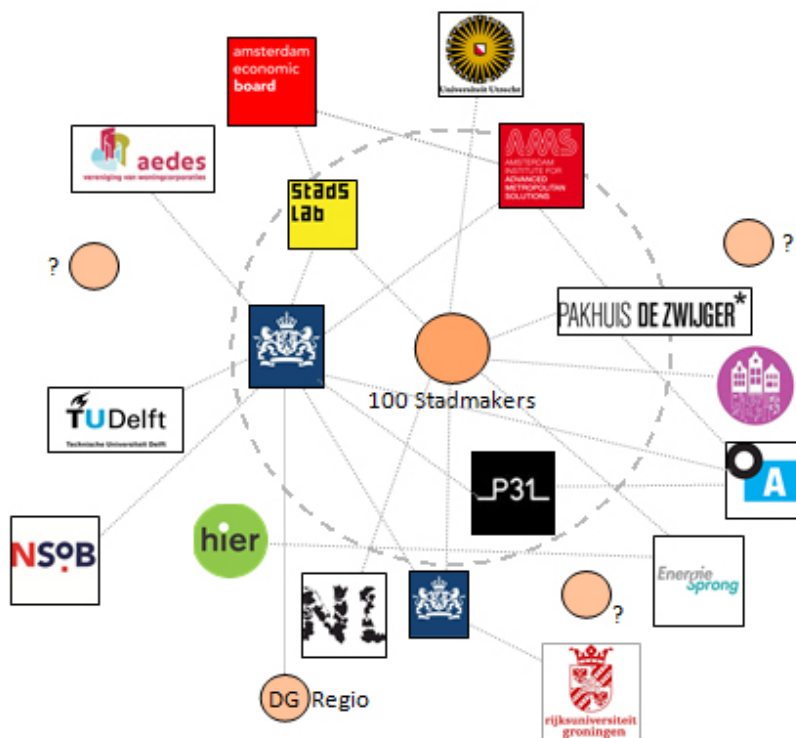 amsterdam
economic
board
Universiteit Utrecht
aedes
vereniging van woningcorporaties
AMS
AMSTERDAM
INSTITUTE FOR
ADVANCED
METROPOLITAN
SOLUTIONS
stads
lab
?
?
PAKHUIS DE ZWIJGER*
100 Stadmakers
TU Delft
Technische Universiteit Delft
P31
A
NSOB
hier
Energie
Sprong
NL
?
DG Regio
rijksuniversiteit
groningen